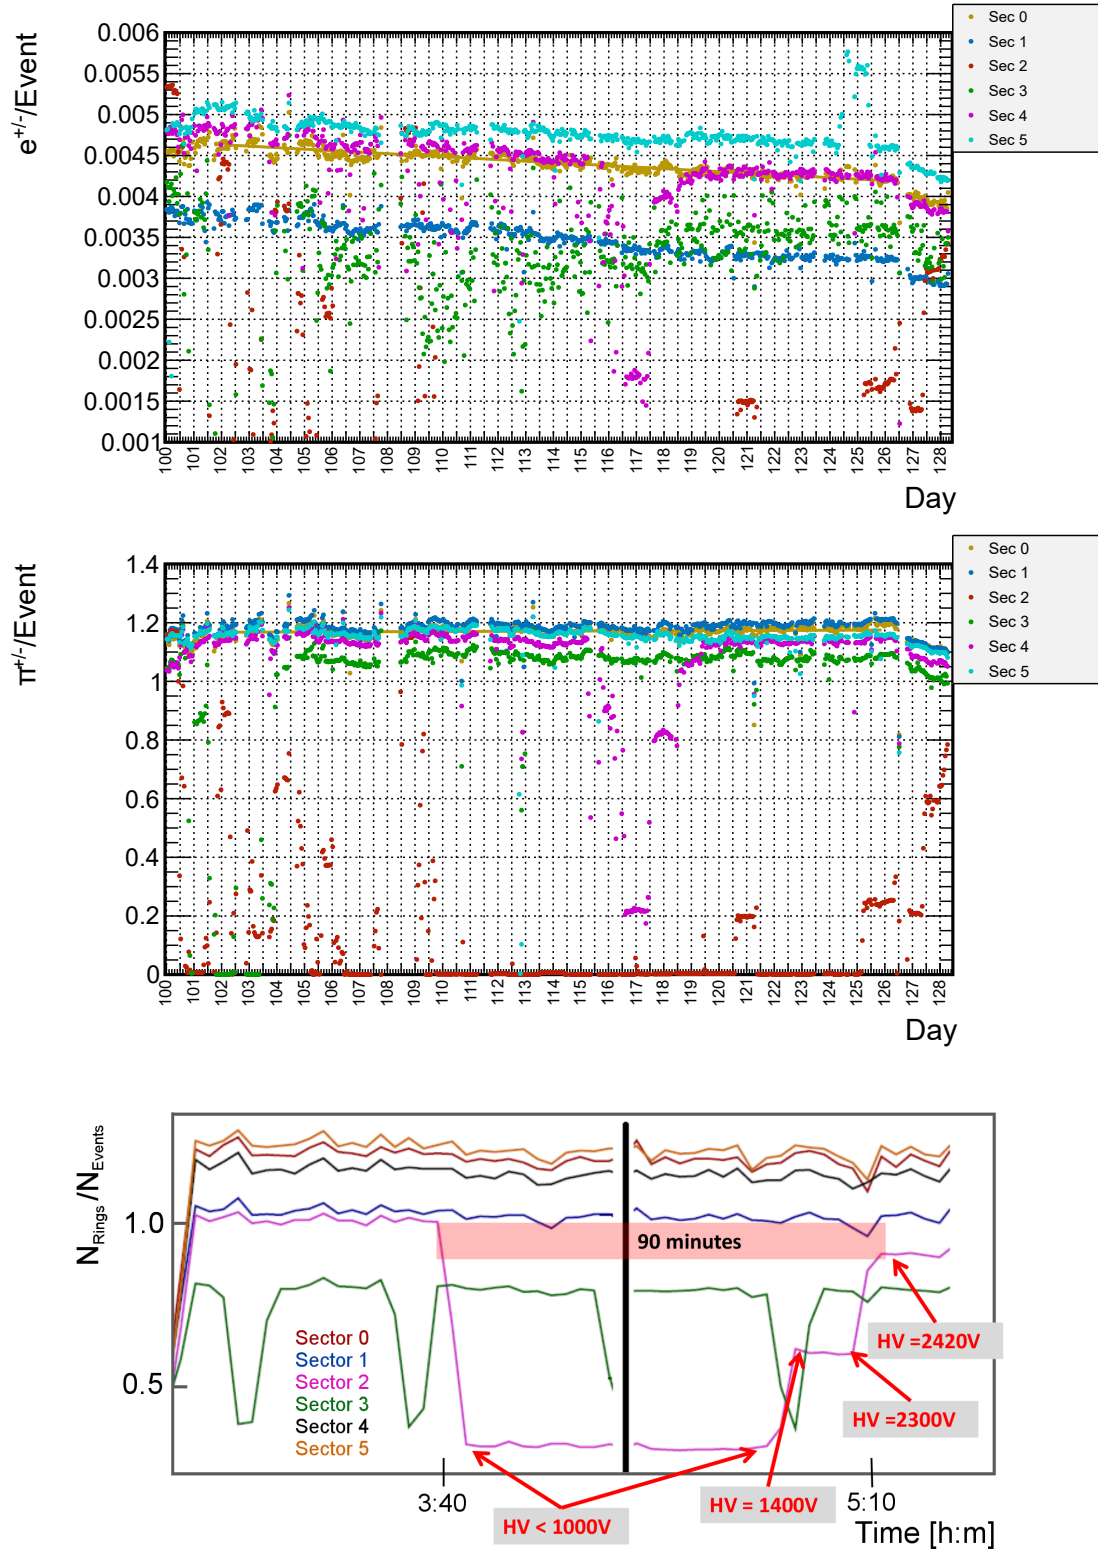 e+/-/Event
0.006
0.0055
0.005
0.0045
0.004
0.0035
0.003
0.0025
0.002
0.0015
0.001
100 101 102 103 104 105 106 107 108 109 110 111 112 113 114 115 116 117 118 119 120 121 122 123 124 125 126 127 128
Day
Sec 0
Sec 1
Sec 2
Sec 3
Sec 4
Sec 5
π+/-/Event
1.4
1.2
1
0.8
0.6
0.4
0.2
0
100 101 102 103 104 105 106 107 108 109 110 111 112 113 114 115 116 117 118 119 120 121 122 123 124 125 126 127 128
Day
Sec 0
Sec 1
Sec 2
Sec 3
Sec 4
Sec 5
NRings /NEvents
1.0
0.5
90 minutes
Sector 0
Sector 1
Sector 2
Sector 3
Sector 4
Sector 5
HV =2420V
HV =2300V
HV = 1400V
HV < 1000V
3:40
5:10
Time [h:m]